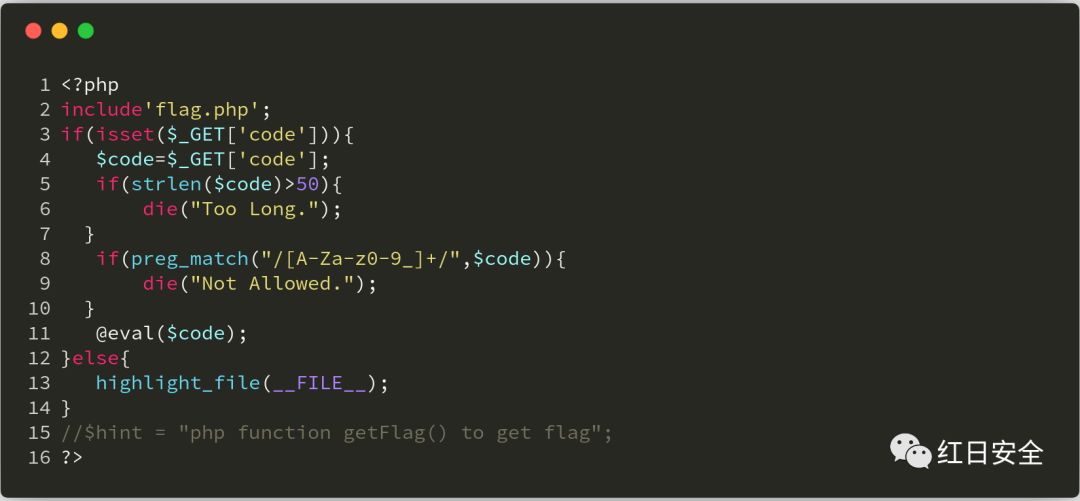 1 <?php
2 include'flag.php';
3 if(isset($_GET['code'])){
4    $code=$_GET['code'];
5    if(strlen($code)>50){
6        die("Too Long.");
7   }
8    if(preg_match("/[A-Za-z0-9_]+/",$code)){
9        die("Not Allowed.");
10   }
11    @eval($code);
12 }else{
13    highlight_file(__FILE__);
14 }
15 //$hint = "php function getFlag() to get flag";
16 ?>
红日安全